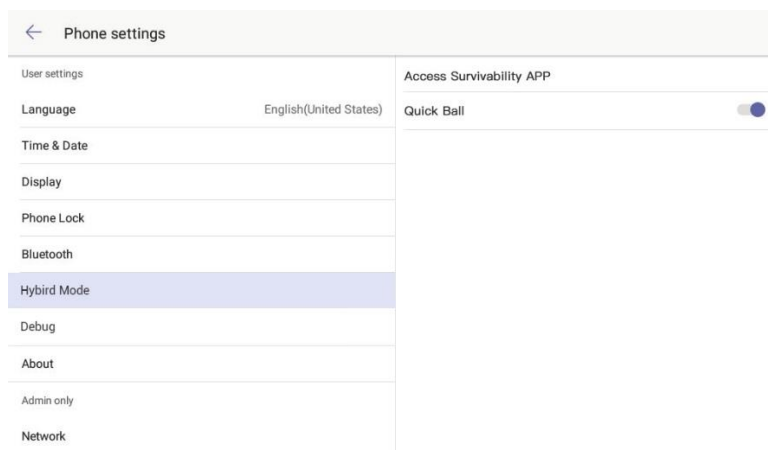 Phone settings
User settings
Language English(United States)
Time & Date
Display
Phone Lock
Bluetooth
Hybird Mode
Debug
About
Admin only
Network
Access Survivability APP
Quick Ball